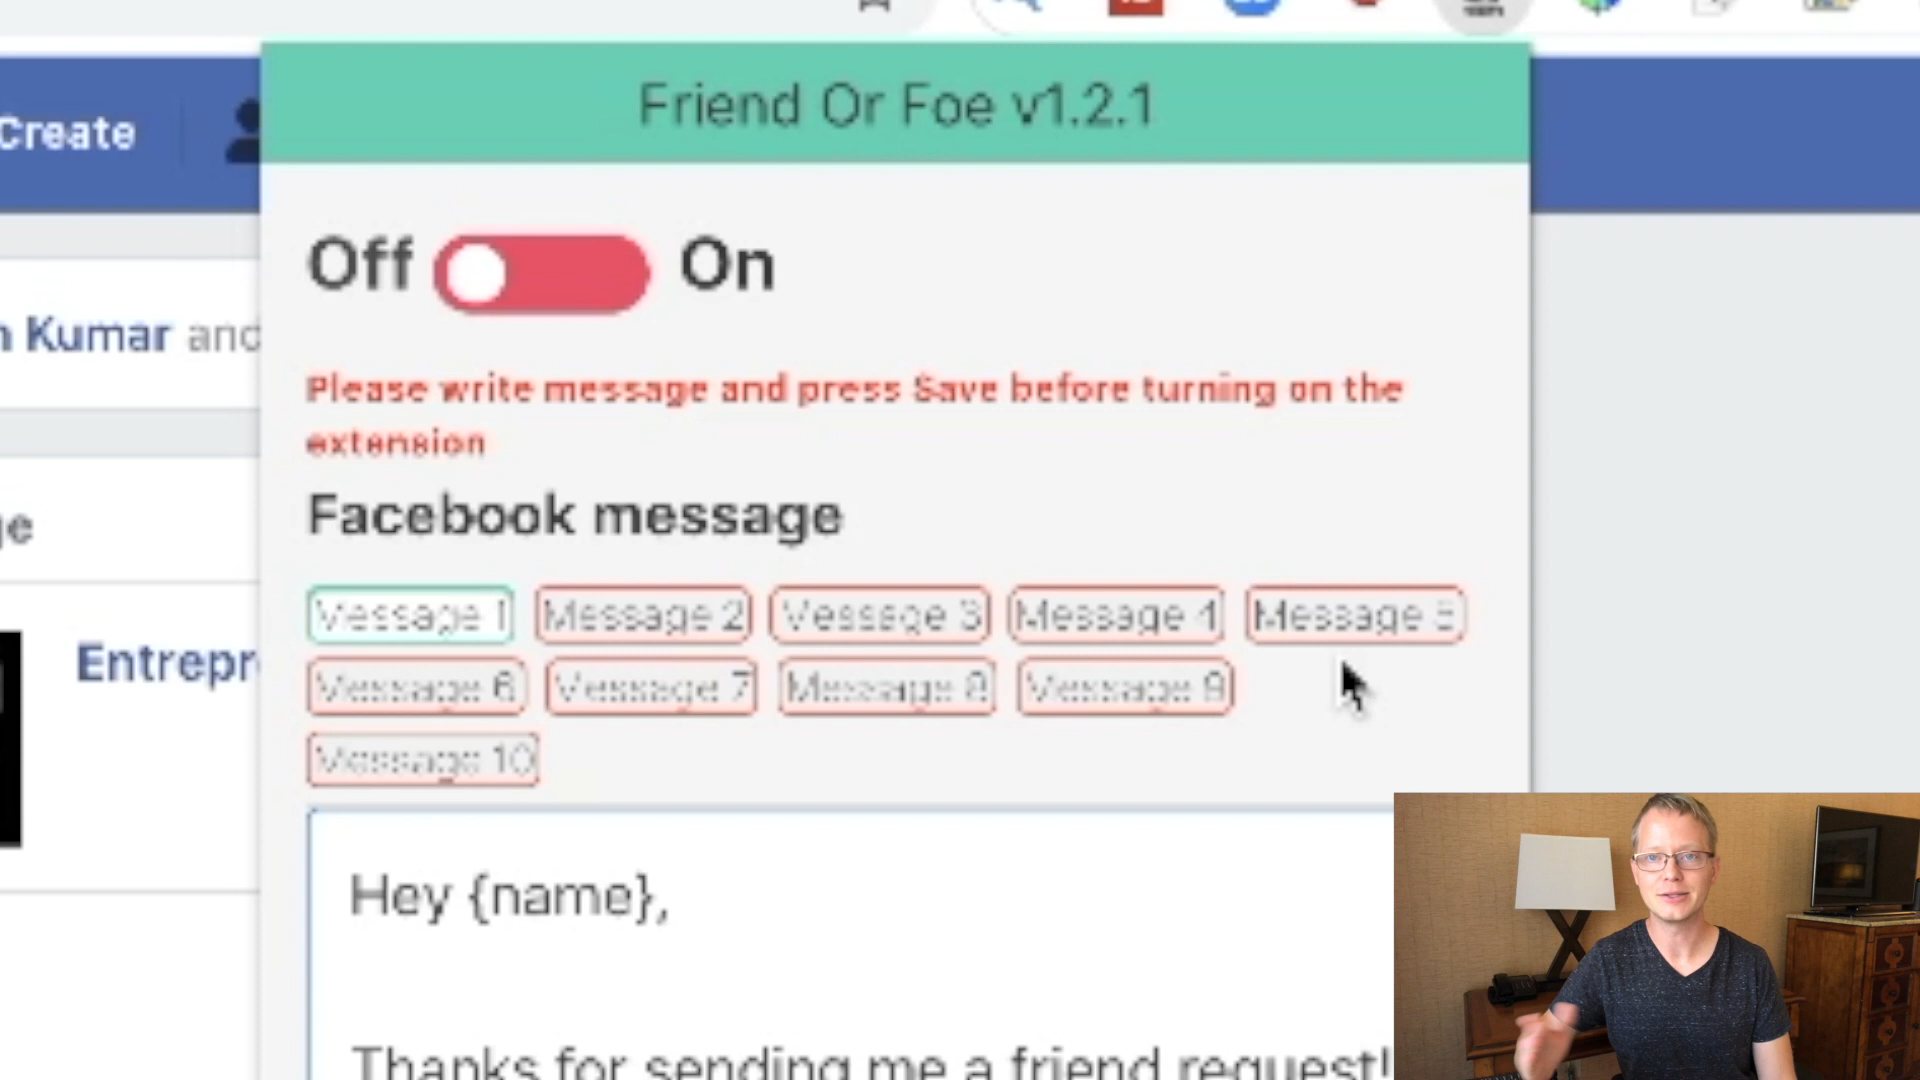 Friend Or Foe v1.2.1
Create
Off On
Kumar and
Please write message and press Save before turning on the
extension
Facebook message
Message 1 Message 2 Message 3 Message 4 Message 5
Message 6 Message 7 Message 8 Message 9
Message 10
Entrepr
Hey {name},
Thanks for sending me a friend request!